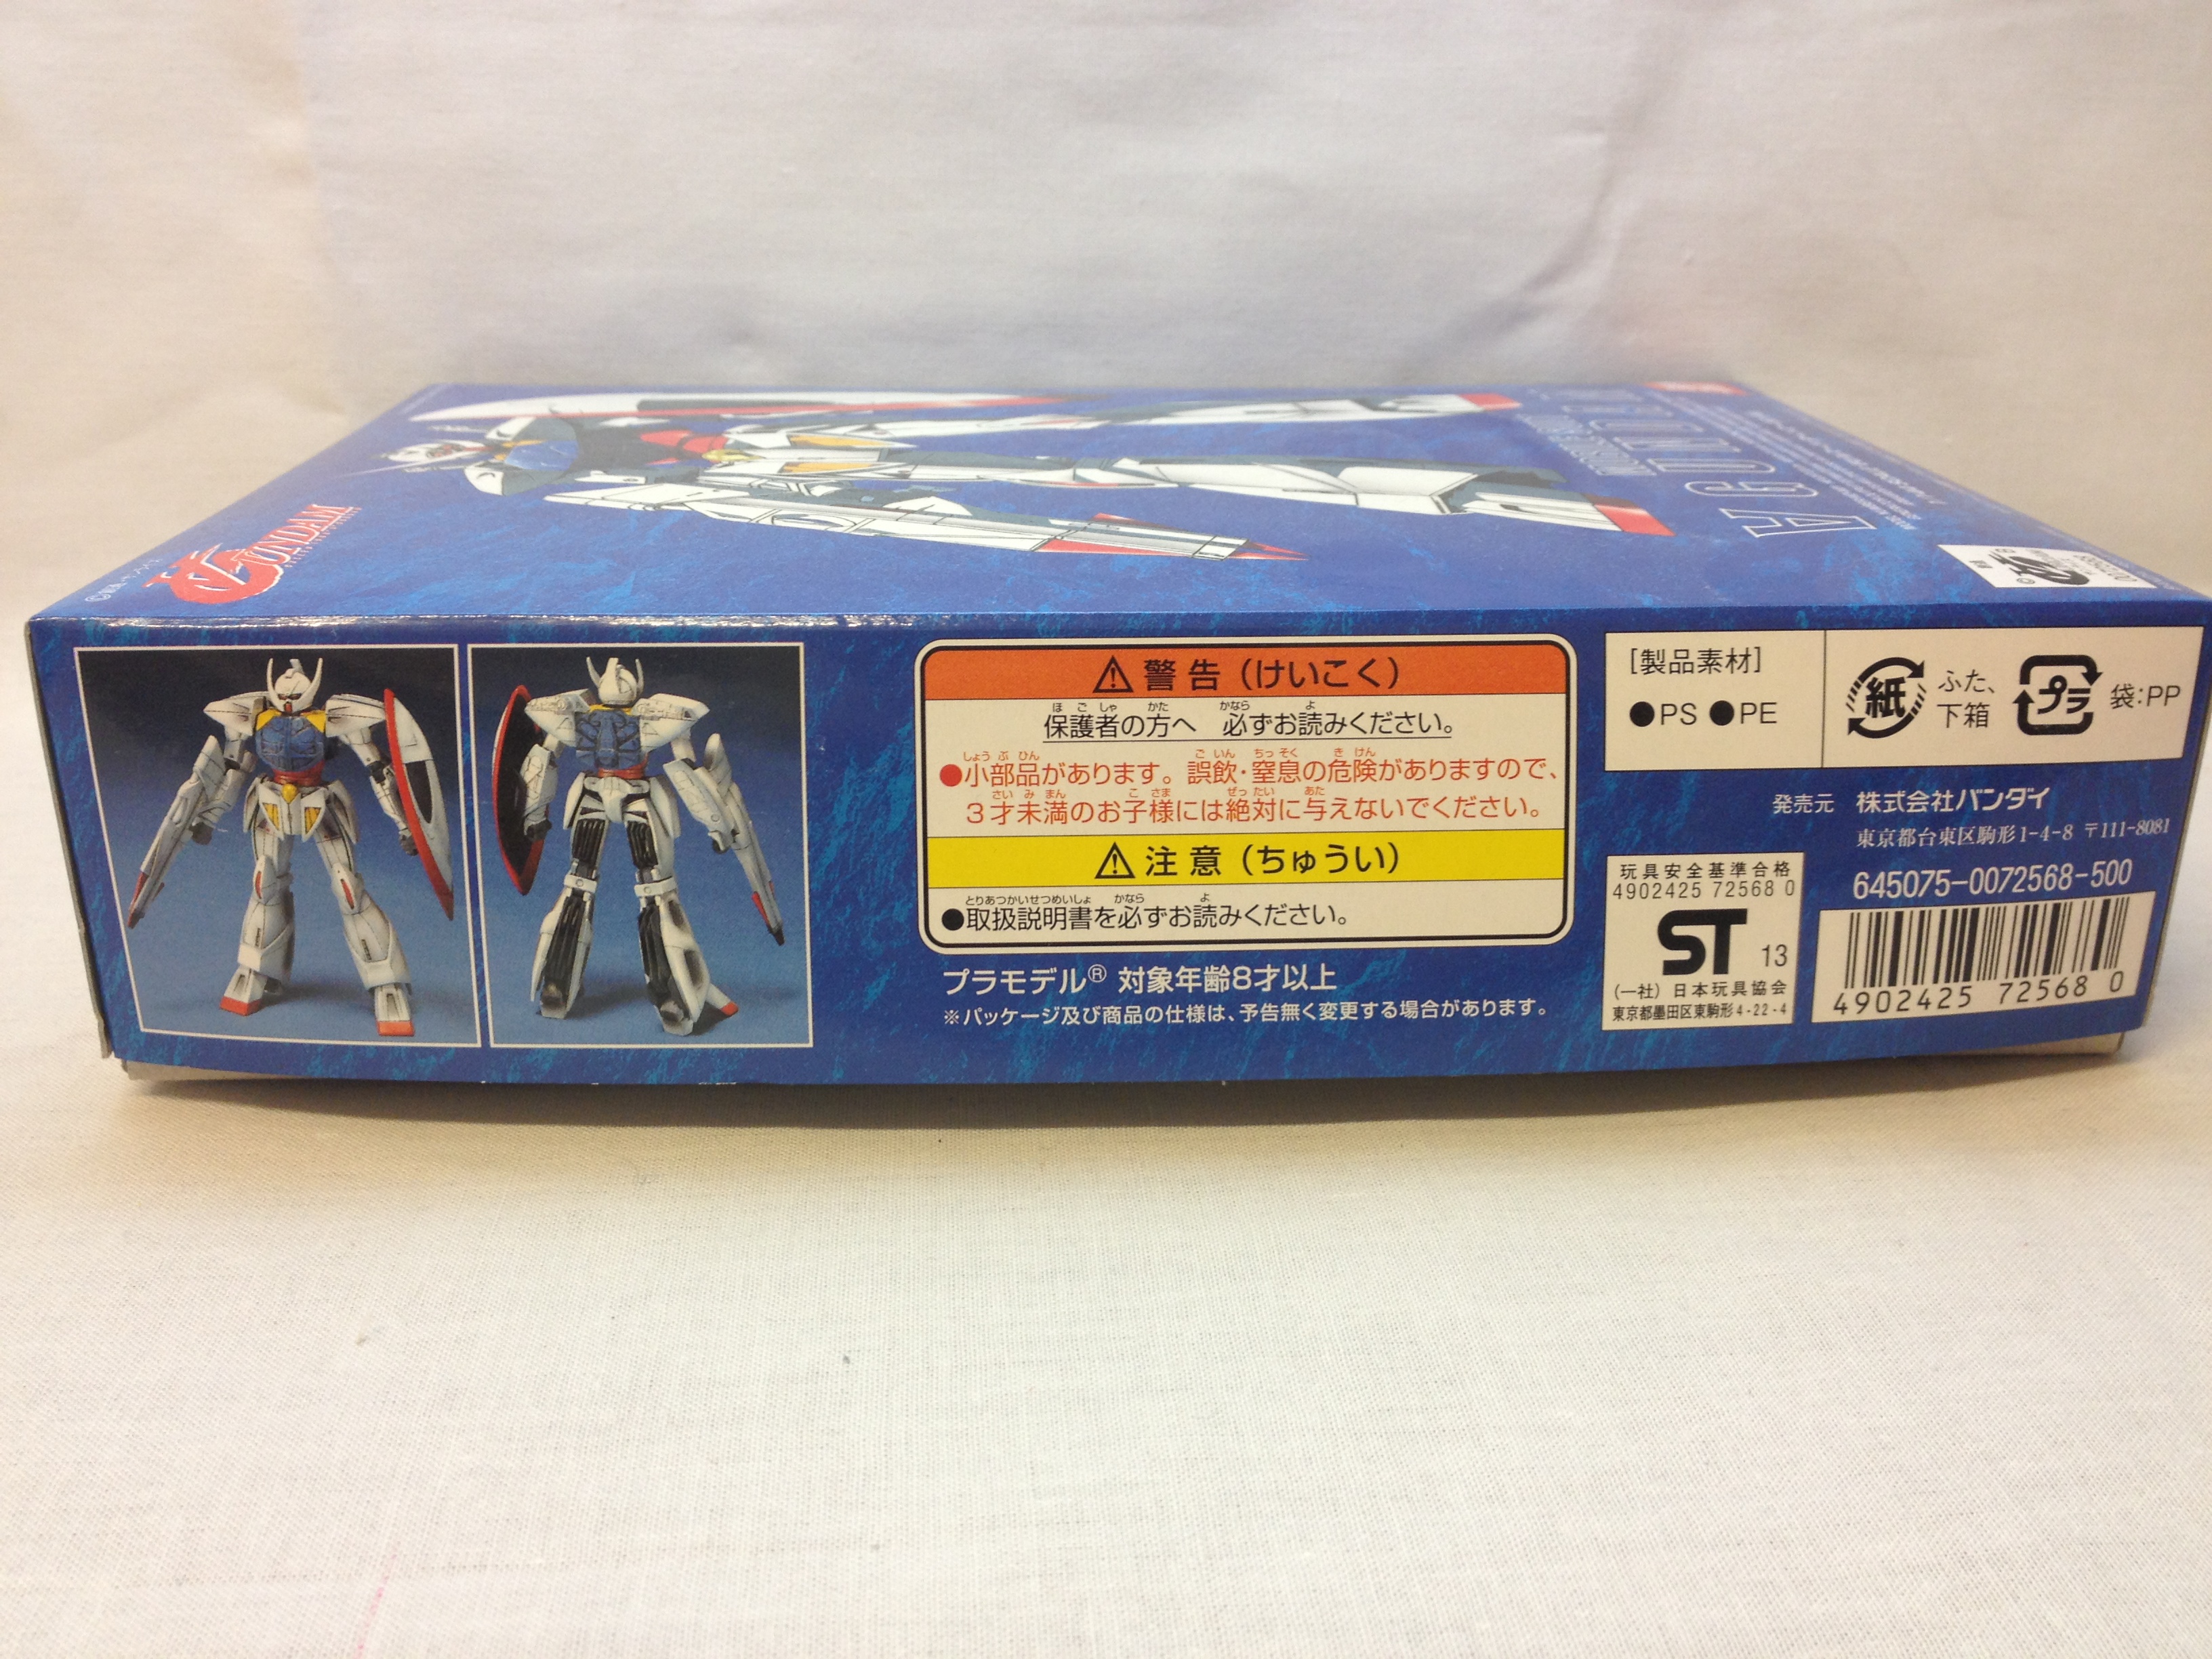 GUNDAM
⚠ 警告（けいこく）
保護者の方へ 必ずお読みください。
●小部品があります。誤飲・窒息の危険がありますので、
3才未満のお子様には絶対に与えないでください。
⚠ 注意（ちゅうい）
●取扱説明書を必ずお読みください。
プラモデル® 対象年齢8才以上
※パッケージ及び商品の仕様は、予告無く変更する場合があります。
[製品素材]
●PS ●PE
紙 ふた、
下箱
プラ 袋:PP
発売元 株式会社バンダイ
東京都台東区駒形1-4-8 〒111-8081
645075-0072568-500
玩具安全基準合格
4902425 72568 0
ST 13
(一社) 日本玩具協会
東京都墨田区東駒形4-22-4
4902425 72568 0